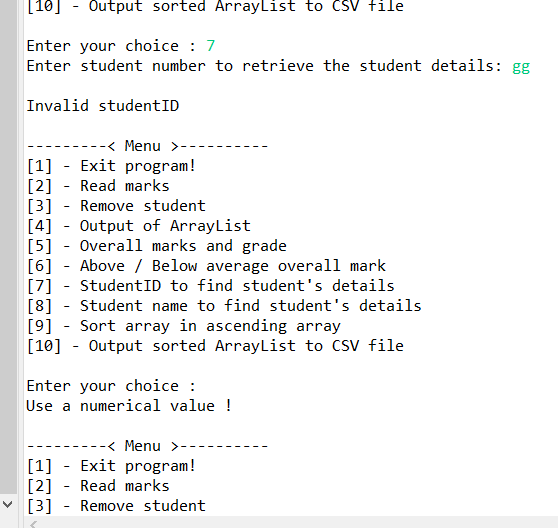 [10] - Output sorted ArrayList to CSV file
Enter your choice : 7
Enter student number to retrieve the student details: gg
Invalid studentID
---------< Menu >----------
[1] - Exit program!
[2] - Read marks
[3] - Remove student
[4] - Output of ArrayList
[5] - Overall marks and grade
[6] - Above / Below average overall mark
[7] - StudentID to find student's details
[8] - Student name to find student's details
[9] - Sort array in ascending array
[10] - Output sorted ArrayList to CSV file
Enter your choice :
Use a numerical value !
---------< Menu >----------
[1] - Exit program!
[2] - Read marks
[3] - Remove student